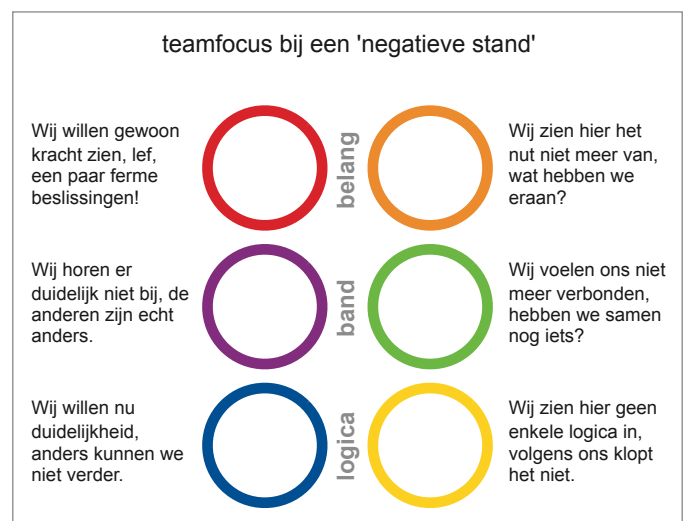 teamfocus bij een 'negatieve stand'
Wij willen gewoon
kracht zien, lef,
een paar ferme
beslissingen!
belang
Wij zien hier het
nut niet meer van,
wat hebben we
eraan?
Wij horen er
duidelijk niet bij, de
anderen zijn echt
anders.
band
Wij voelen ons niet
meer verbonden,
hebben we samen
nog iets?
Wij willen nu
duidelijkheid,
anders kunnen we
niet verder.
logica
Wij zien hier geen
enkele logica in,
volgens ons klopt
het niet.